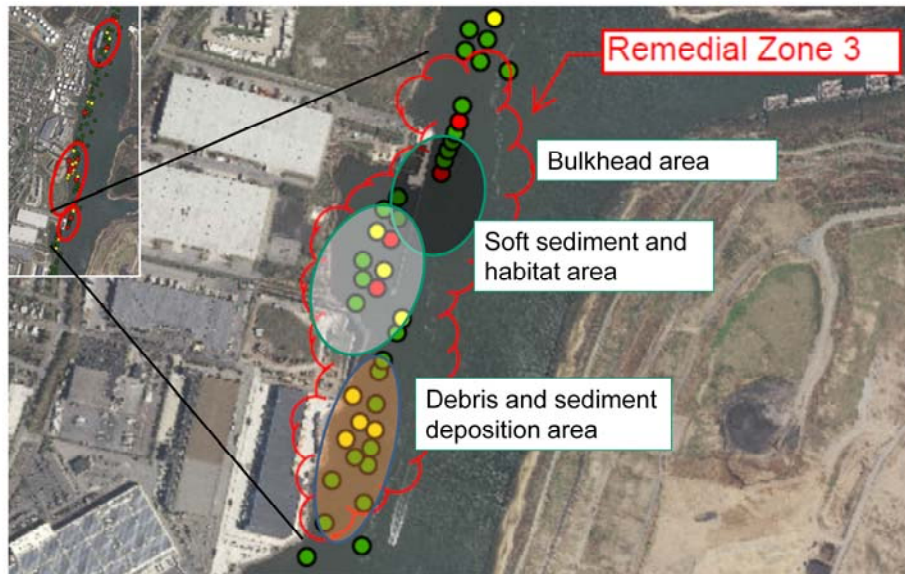 Remedial Zone 3
Bulkhead area
Soft sediment and
habitat area
Debris and sediment
deposition area